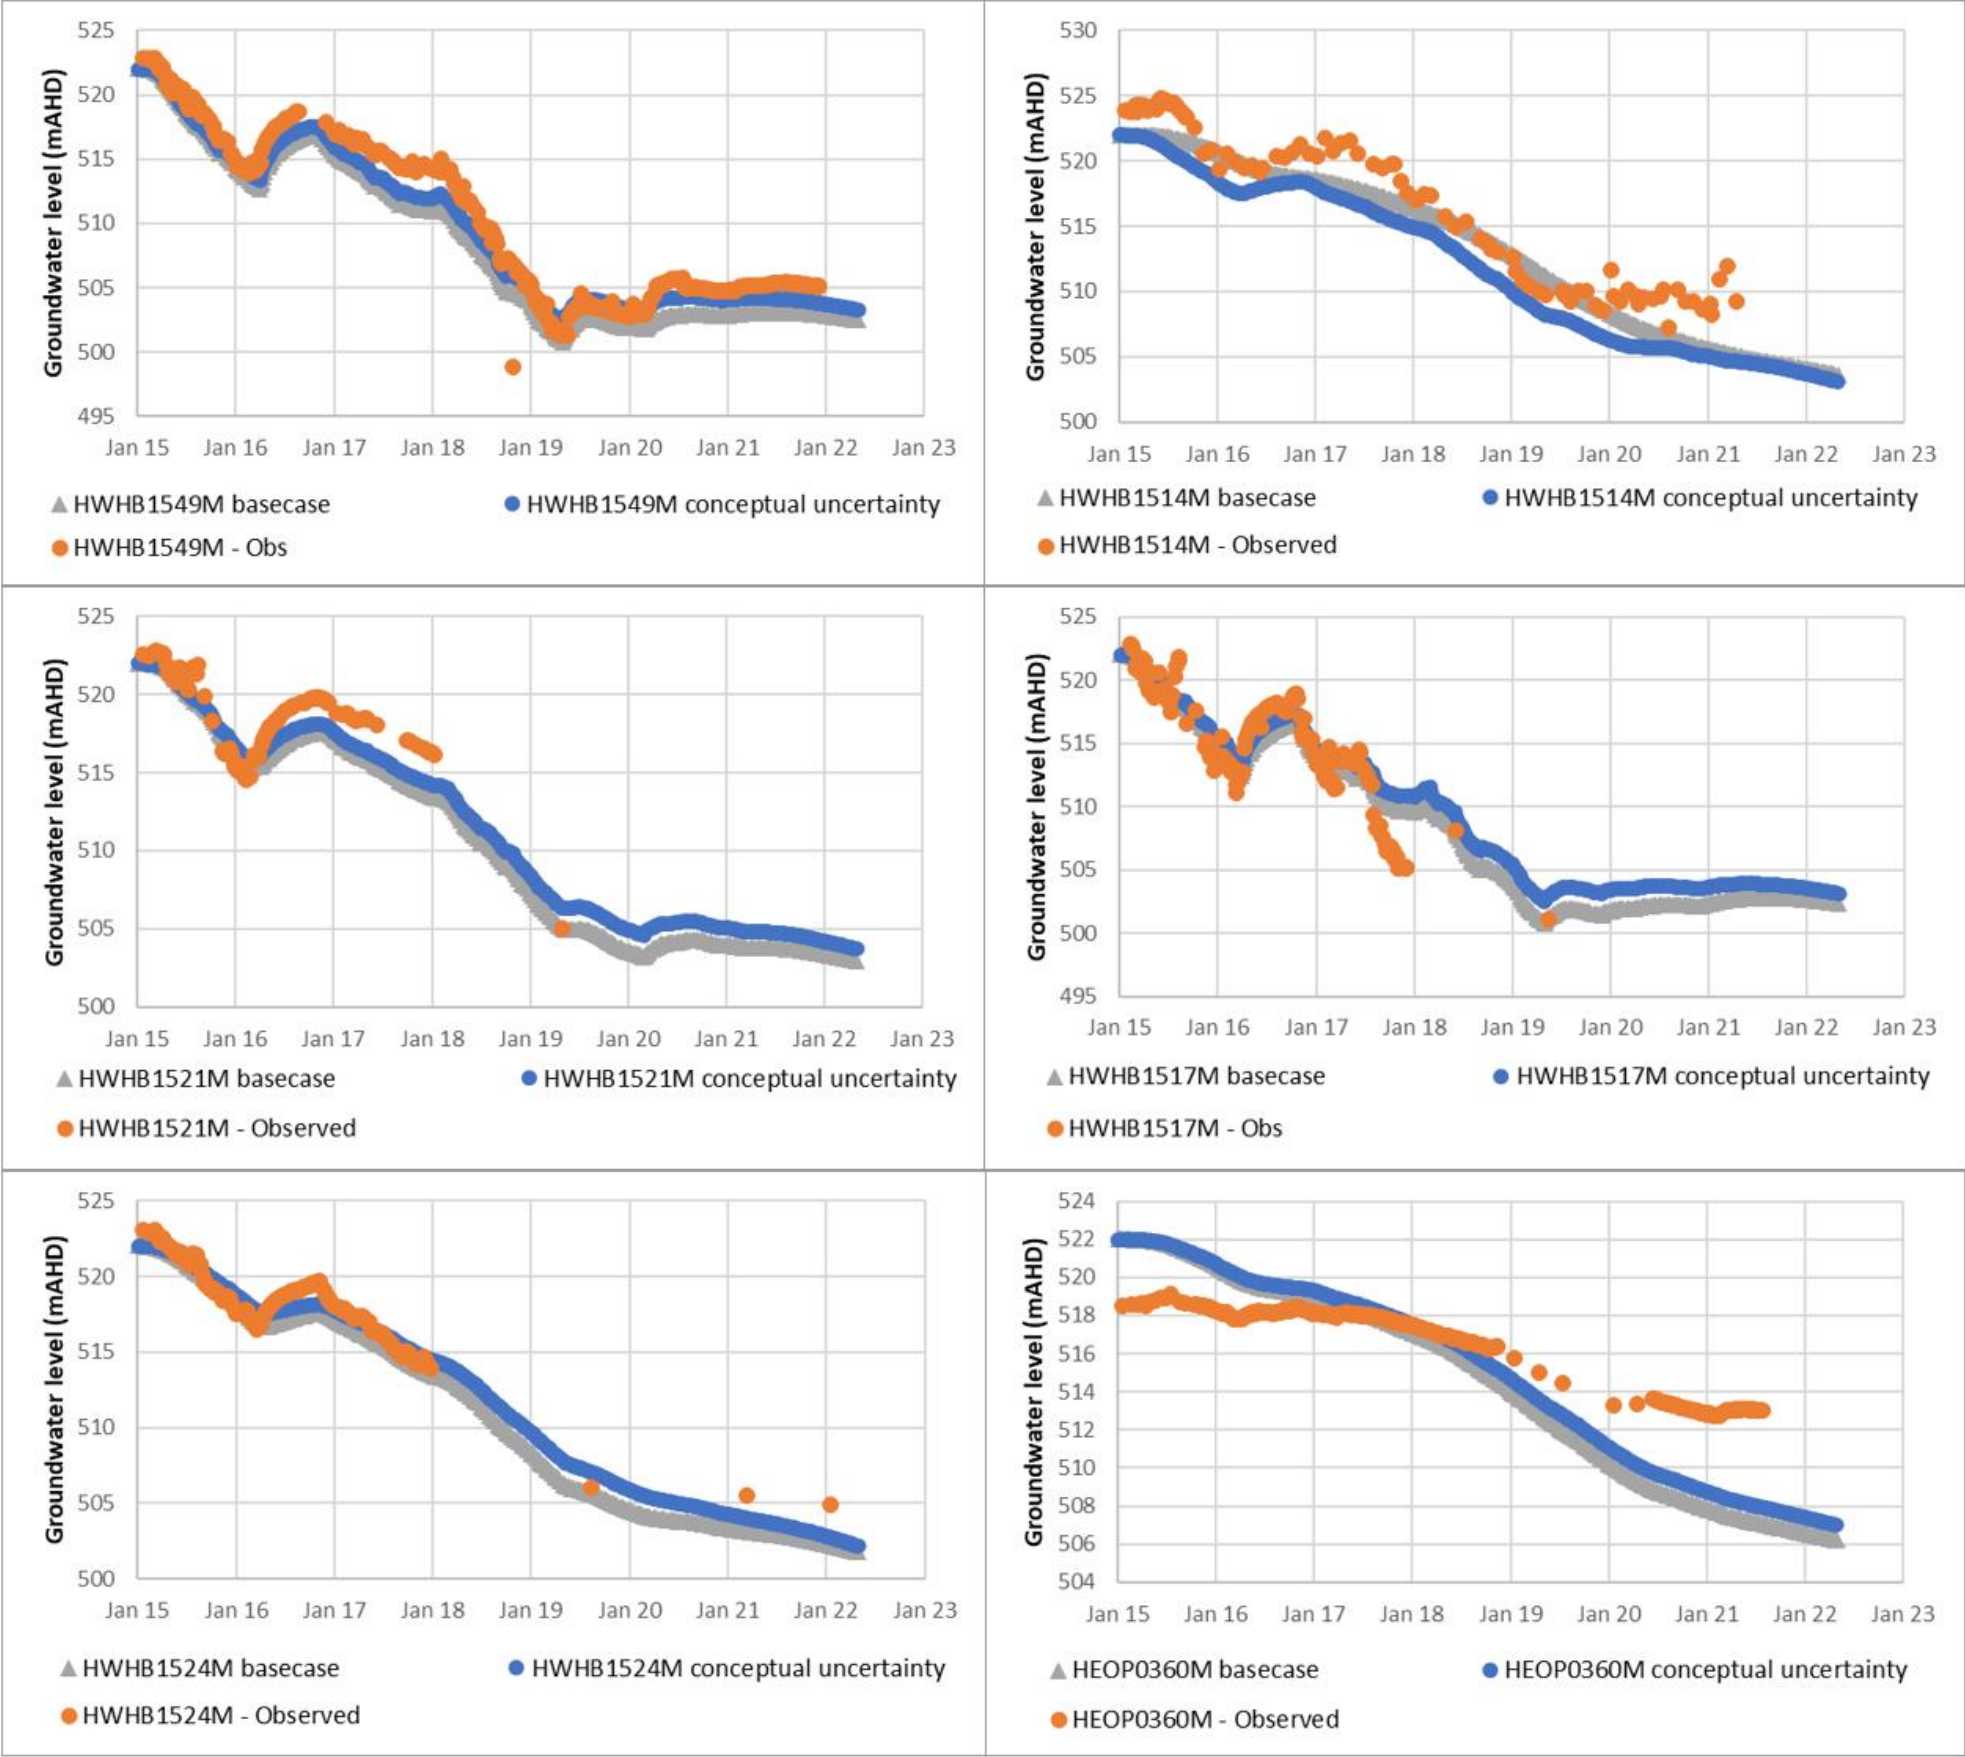 Groundwater level (mAHD)
525
520
515
510
505
500
495
Jan 15 Jan 16 Jan 17 Jan 18 Jan 19 Jan 20 Jan 21 Jan 22 Jan 23
HWHB1549M basecase HWHB1549M conceptual uncertainty
HWHB1549M - Obs
Groundwater level (mAHD)
530
525
520
515
510
505
500
Jan 15 Jan 16 Jan 17 Jan 18 Jan 19 Jan 20 Jan 21 Jan 22 Jan 23
HWHB1514M basecase HWHB1514M conceptual uncertainty
HWHB1514M - Observed
Groundwater level (mAHD)
525
520
515
510
505
500
Jan 15 Jan 16 Jan 17 Jan 18 Jan 19 Jan 20 Jan 21 Jan 22 Jan 23
HWHB1521M basecase HWHB1521M conceptual uncertainty
HWHB1521M - Observed
Groundwater level (mAHD)
525
520
515
510
505
500
495
Jan 15 Jan 16 Jan 17 Jan 18 Jan 19 Jan 20 Jan 21 Jan 22 Jan 23
HWHB1517M basecase HWHB1517M conceptual uncertainty
HWHB1517M - Obs
Groundwater level (mAHD)
525
520
515
510
505
500
Jan 15 Jan 16 Jan 17 Jan 18 Jan 19 Jan 20 Jan 21 Jan 22 Jan 23
HWHB1524M basecase HWHB1524M conceptual uncertainty
HWHB1524M - Observed
Groundwater level (mAHD)
524
522
520
518
516
514
512
510
508
506
504
Jan 15 Jan 16 Jan 17 Jan 18 Jan 19 Jan 20 Jan 21 Jan 22 Jan 23
HEOP0360M basecase HEOP0360M conceptual uncertainty
HEOP0360M - Observed